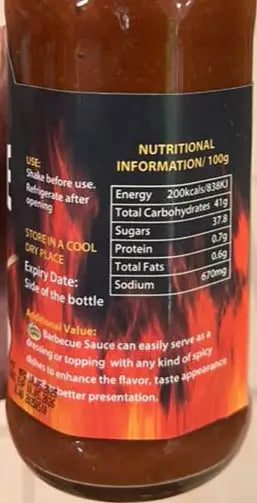 E
USE:
Shake before use.
Refrigerate after
opening
STORE IN A COOL
DRY PLACE
Expiry Date:
Side of the bottle
NUTRITIONAL
INFORMATION/ 100g
Energy 200kcals/838KJ
Total Carbohydrates 41g
Sugars 37.8
Protein 0.7g
Total Fats 0.6g
Sodium 670mg
Additional Value:
Barbecue Sauce can easily serve as a
dressing or topping with any kind of spicy
dishes to enhance the flavor, taste appearance
better presentation.